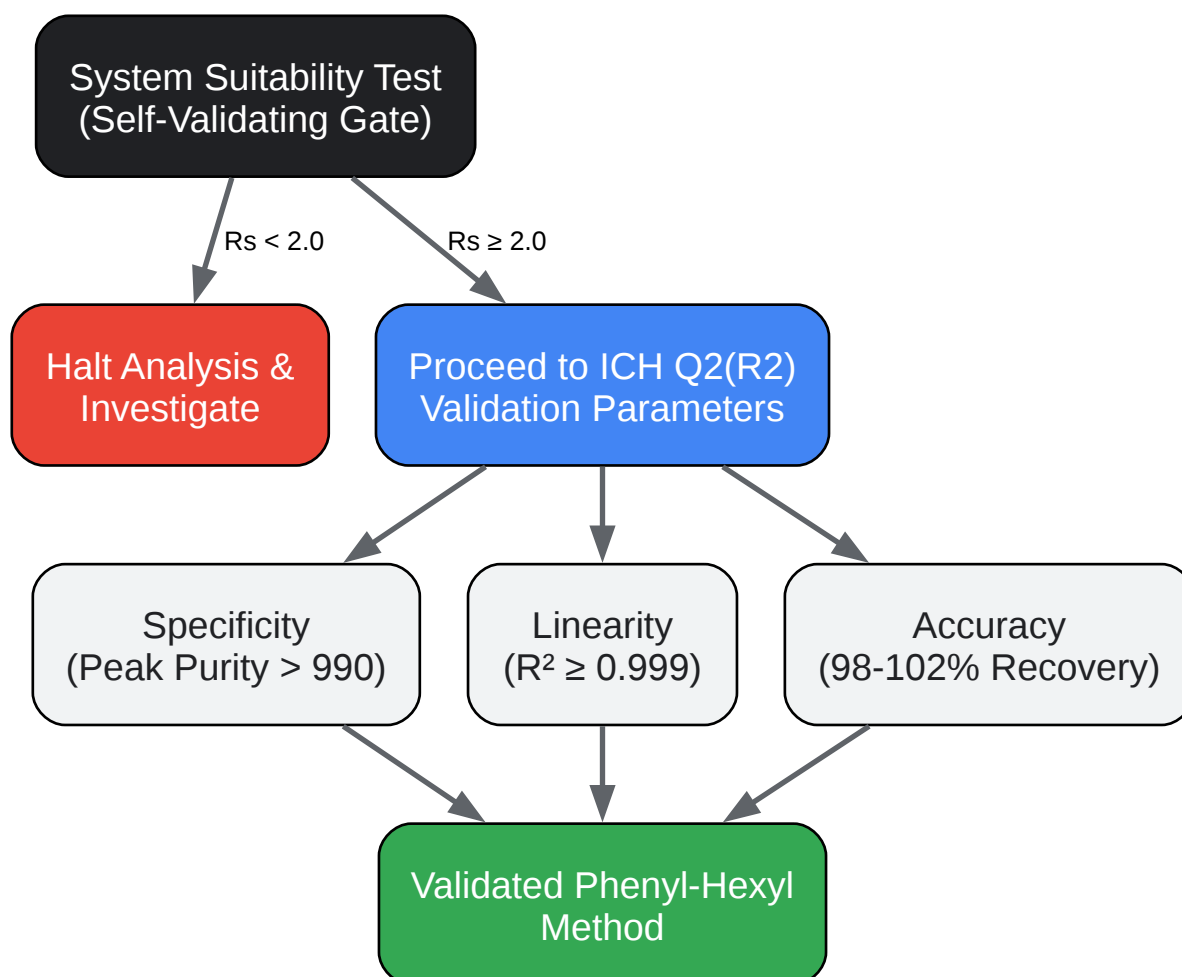 System Suitability Test
(Self-Validating Gate)
Rs < 2.0
Rs ≥ 2.0
Halt Analysis &
Investigate
Proceed to ICH Q2(R2)
Validation Parameters
Specificity
(Peak Purity > 990)
Linearity
(R² ≥ 0.999)
Accuracy
(98-102% Recovery)
Validated Phenyl-Hexyl
Method